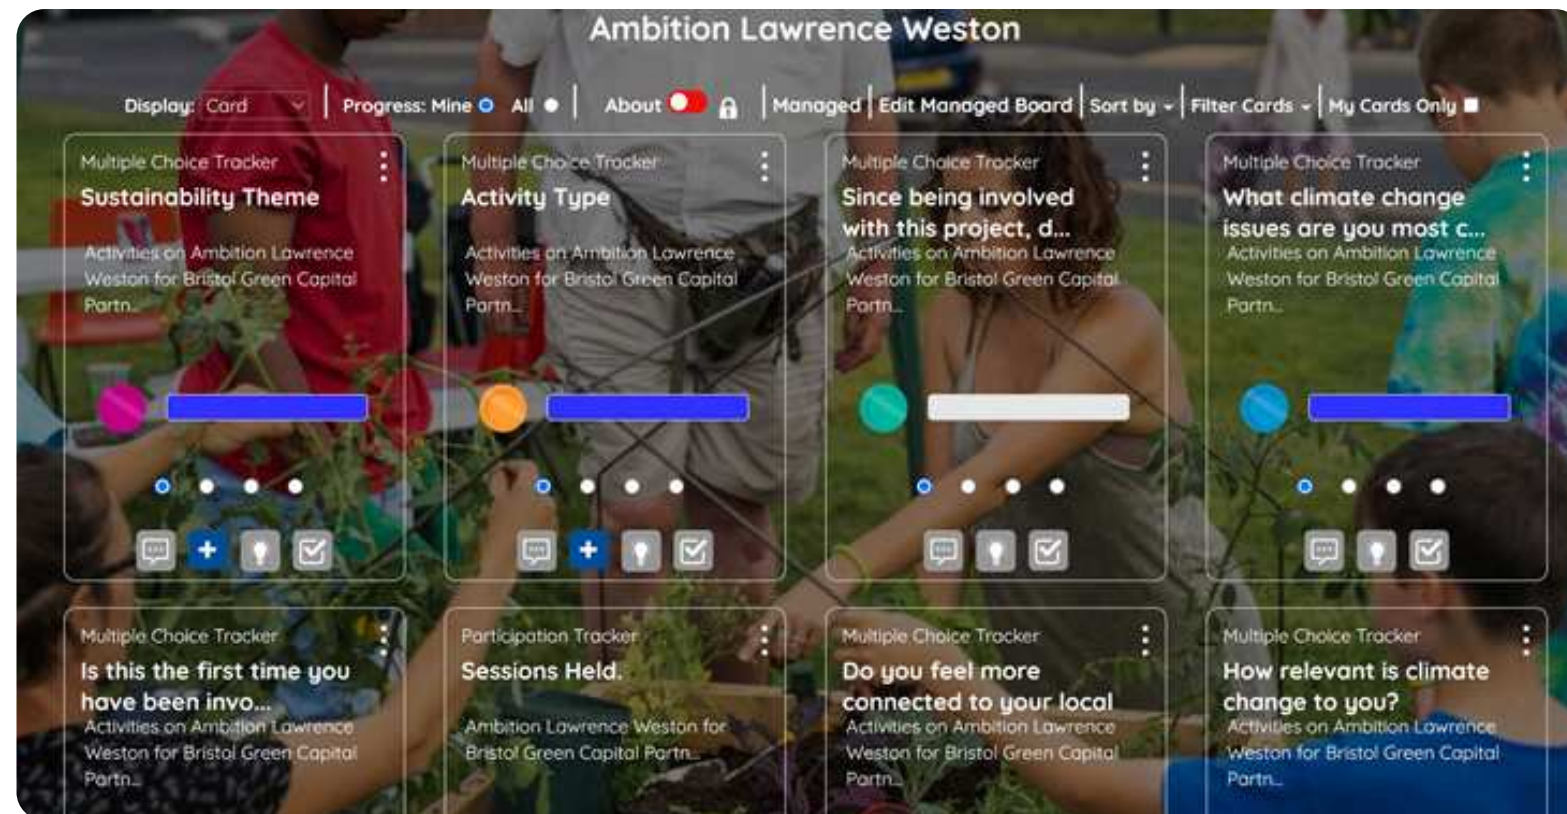 Ambition Lawrence Weston
Display: Card Progress: Mine All About Managed Edit Managed Board Sort by Filter Cards My Cards Only
Multiple Choice Tracker
Sustainability Theme
Activities on Ambition Lawrence
Weston for Bristol Green Capital
Partn...
Multiple Choice Tracker
Activity Type
Activities on Ambition Lawrence
Weston for Bristol Green Capital
Partn...
Multiple Choice Tracker
Since being involved
with this project, d...
Activities on Ambition Lawrence
Weston for Bristol Green Capital
Partn...
Multiple Choice Tracker
What climate change
issues are you most c...
Activities on Ambition Lawrence
Weston for Bristol Green Capital
Partn...
Multiple Choice Tracker
Is this the first time you
have been invo...
Activities on Ambition Lawrence
Weston for Bristol Green Capital
Partn...
Participation Tracker
Sessions Held.
Ambition Lawrence Weston for
Bristol Green Capital Partn...
Multiple Choice Tracker
Do you feel more
connected to your local
Activities on Ambition Lawrence
Weston for Bristol Green Capital
Partn...
Multiple Choice Tracker
How relevant is climate
change to you?
Activities on Ambition Lawrence
Weston for Bristol Green Capital
Partn...